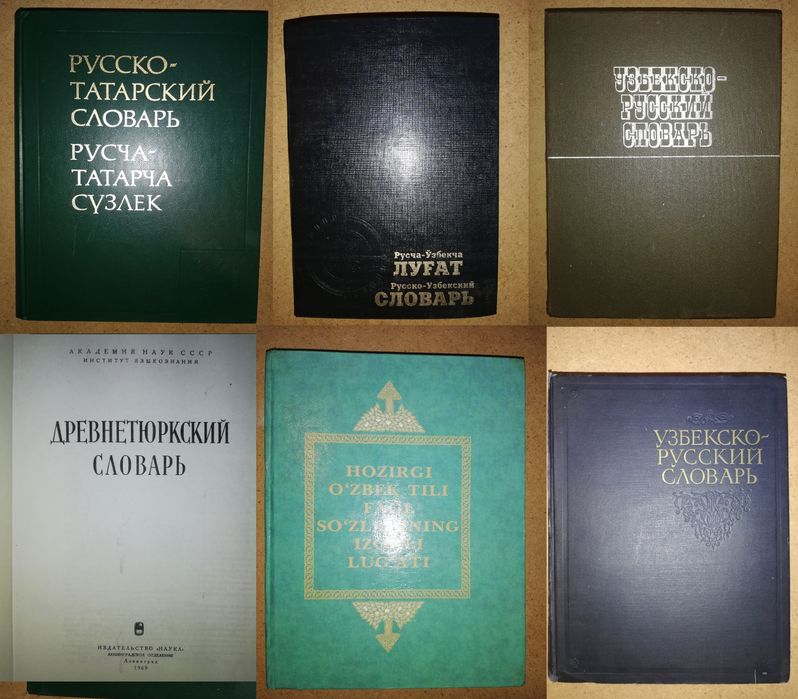 РУССКО-
ТАТАРСКИЙ
СЛОВАРЬ
РУСЧА-
ТАТАРЧА
СҮЗЛЕК
Русча-Ўзбекча
ЛУҒАТ
Русско-Узбекский
СЛОВАРЬ
УЗБЕКСКО-
РУССКИЙ
СЛОВАРЬ
АКАДЕМИЯ НАУК СССР
ИНСТИТУТ ЯЗЫКОЗНАНИЯ
ДРЕВНЕТЮРКСКИЙ
СЛОВАРЬ
ИЗДАТЕЛЬСТВО «НАУКА»
ЛЕНИНГРАДСКОЕ ОТДЕЛЕНИЕ
Ленинград
1969
HOZIRGI
O‘ZBEK TILI
SO‘ZLARINING
IZOHLI
LUG‘ATI
УЗБЕКСКО-
РУССКИЙ
СЛОВАРЬ